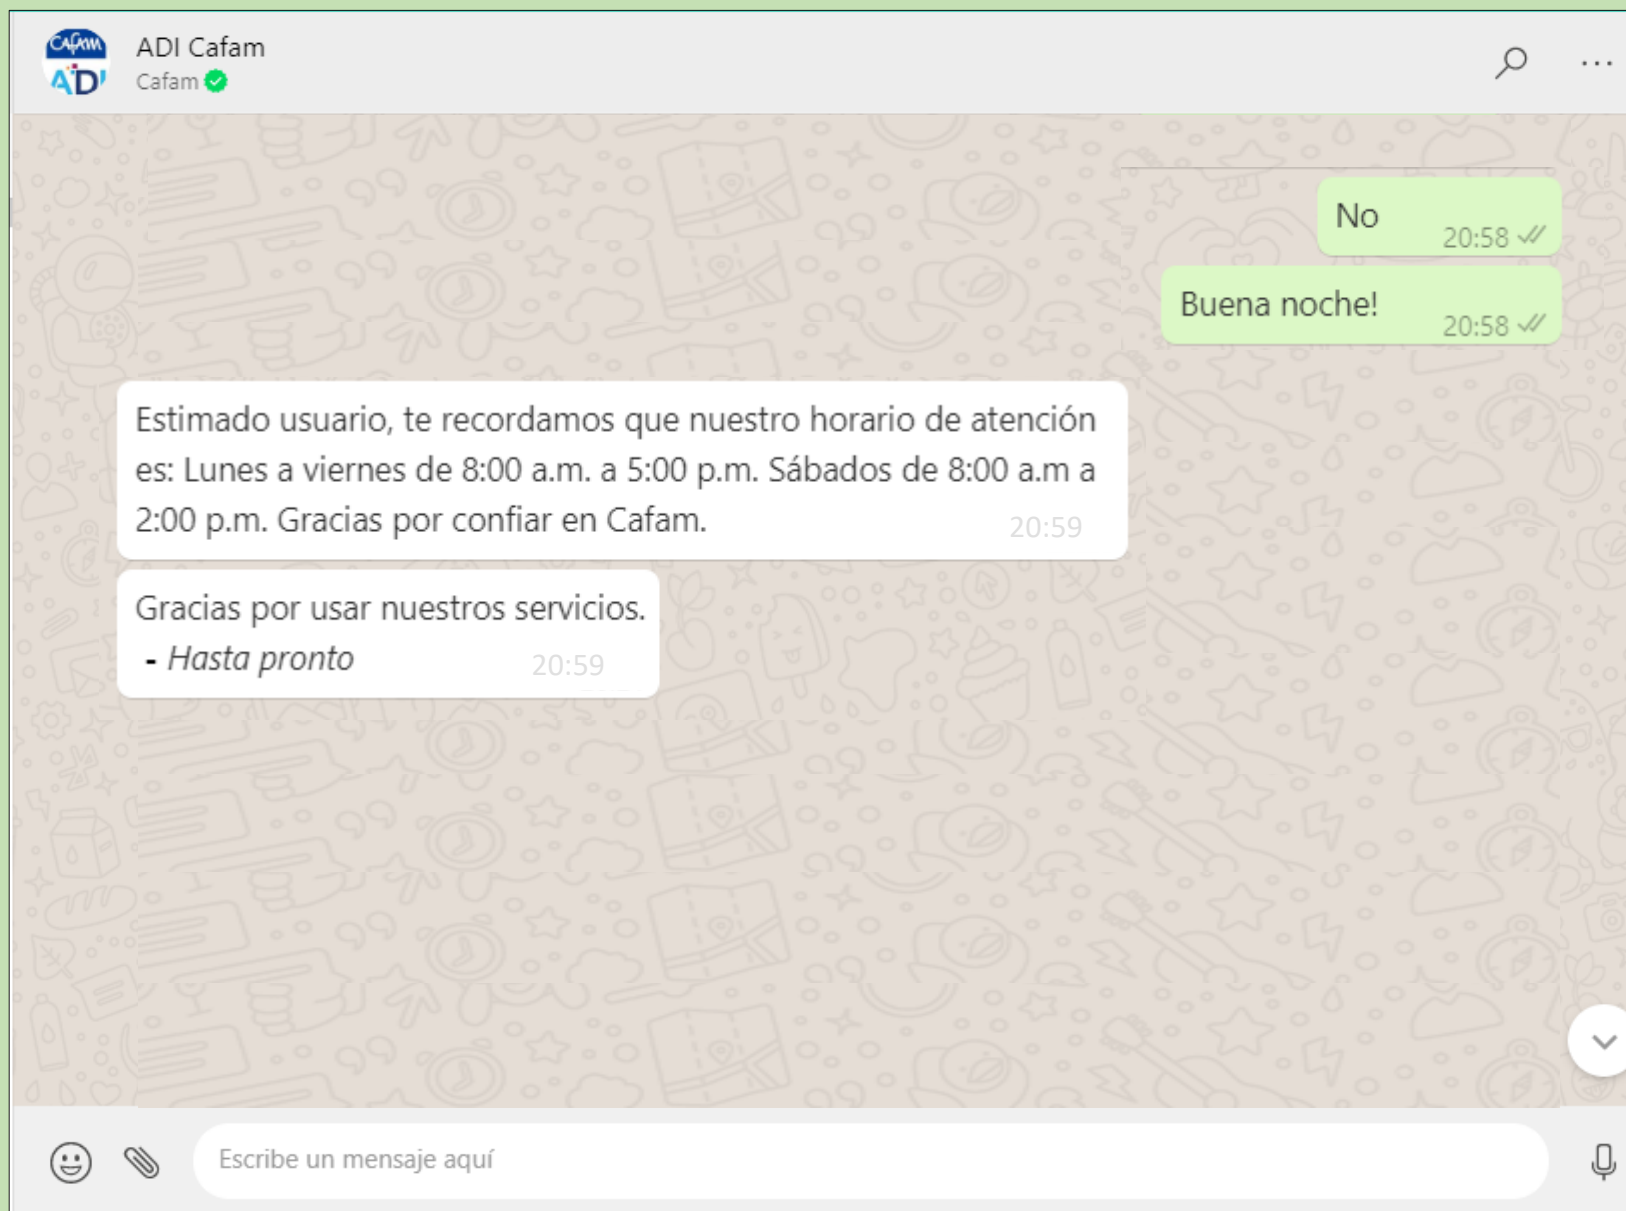 CAFAM
ADI
ADI Cafam
Cafam
No
20:58
Buena noche!
20:58
Estimado usuario, te recordamos que nuestro horario de atención
es: Lunes a viernes de 8:00 a.m. a 5:00 p.m. Sábados de 8:00 a.m a
2:00 p.m. Gracias por confiar en Cafam.
20:59
Gracias por usar nuestros servicios.
- Hasta pronto
20:59
Escribe un mensaje aquí